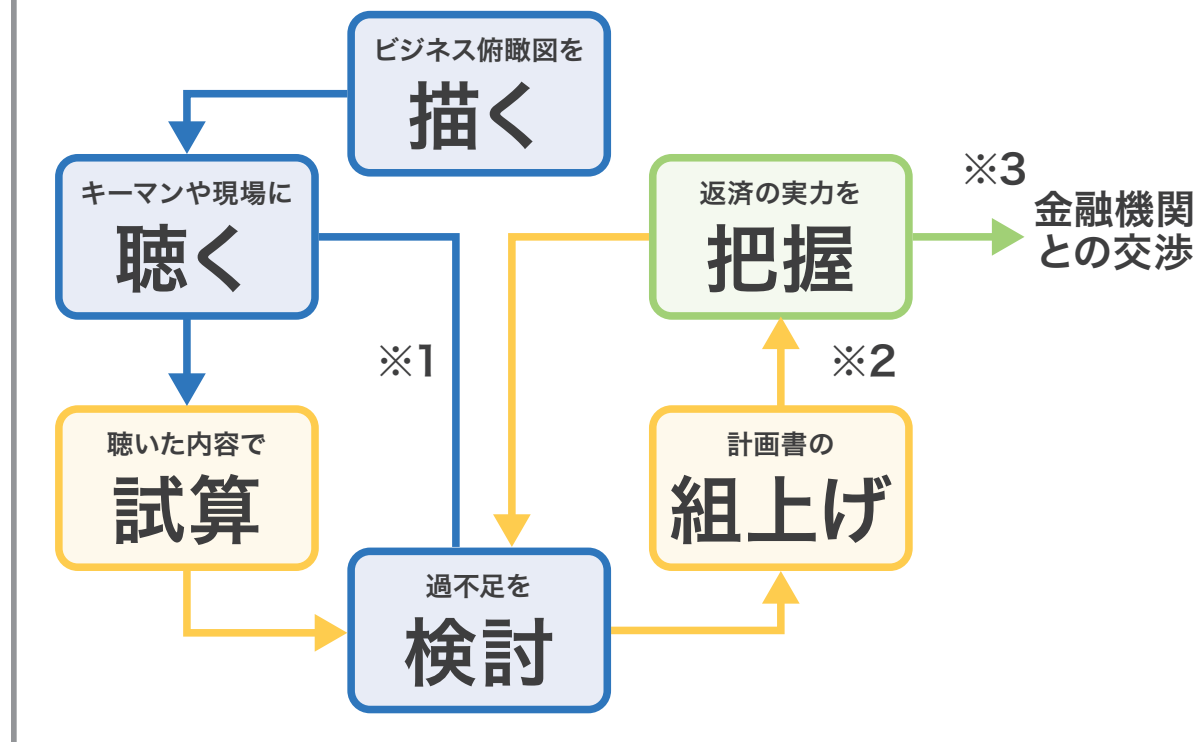 ビジネス俯瞰図を
描く
キーマンや現場に
聴く
※1
聴いた内容で
試算
過不足を
検討
計画書の
組上げ
※2
返済の実力を
把握
※3
金融機関
との交渉